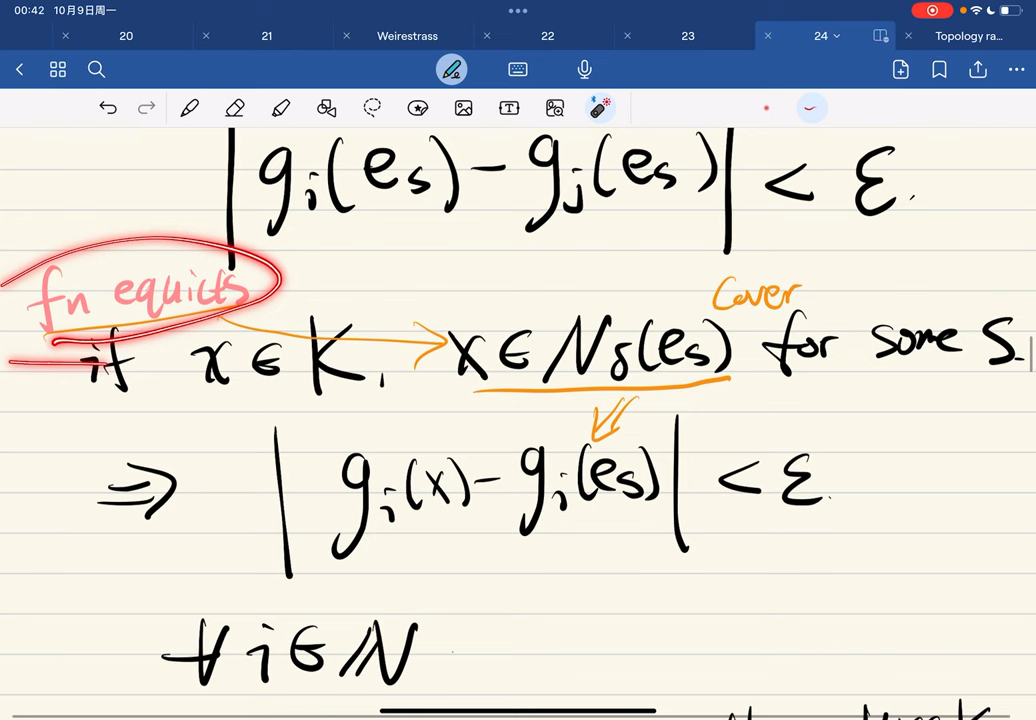 00:42 10月9日周一
20 21 Weirestrass 22 23 24 Topology ra...
|gᵢ(eₛ) - gⱼ(eₛ)| < ε.
fn equicts
Cover
if x ∈ K, x ∈ N_δ(eₛ) for some S.
⇒ |gᵢ(x) - gᵢ(eₛ)| < ε.
∀ i ∈ ℕ